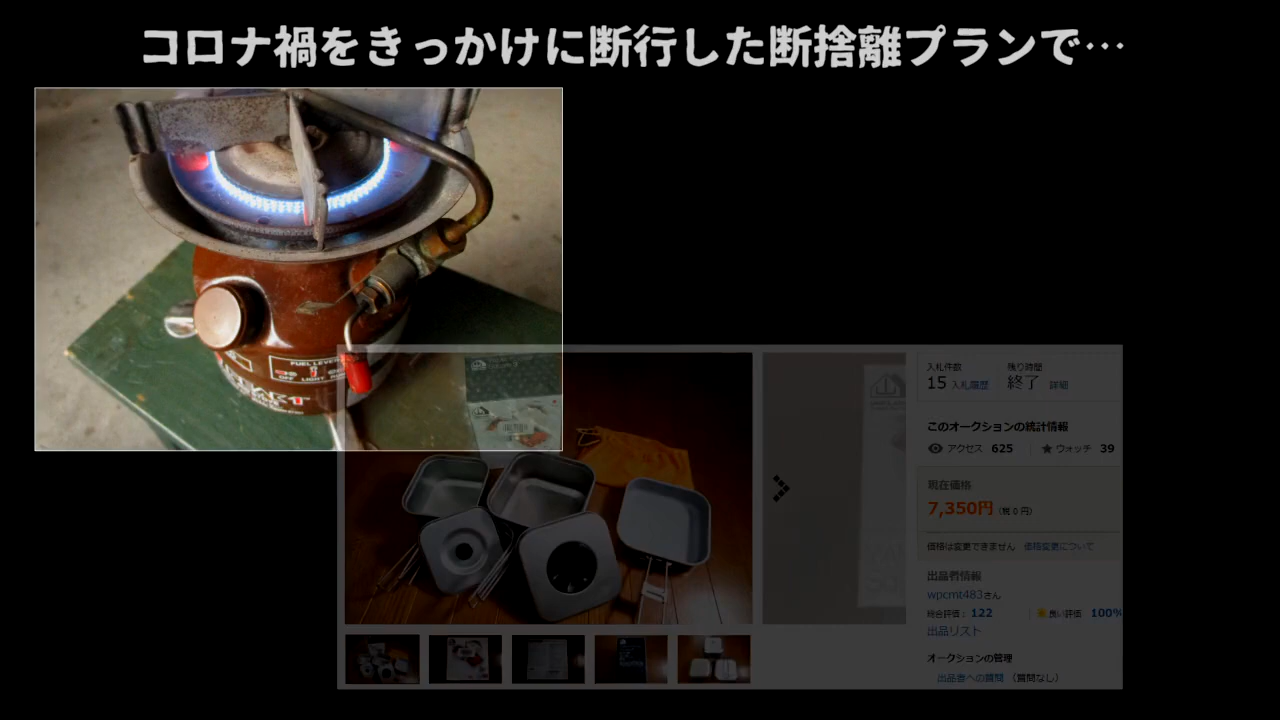 コロナ禍をきっかけに断行した断捨離プランで…
FUEL LEVER
OFF LIGHT RUN
入札件数 残り時間
15 入札履歴 終了 詳細
このオークションの統計情報
アクセス 625 ウォッチ 39
現在価格
7,350円 (税 0 円)
価格は変更できません 価格変更について
出品者情報
wpcmt483さん
総合評価: 122 良い評価 100%
出品リスト
オークションの管理
出品者への質問 (質問なし)